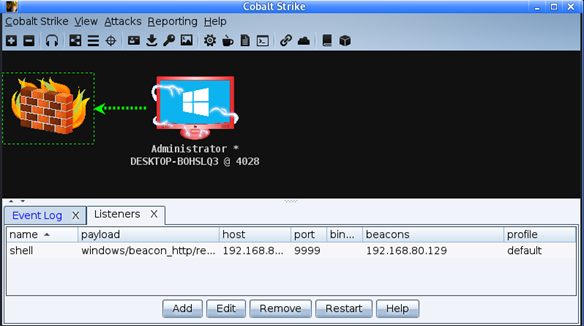 Cobalt Strike
Cobalt Strike View Attacks Reporting Help
Administrator *
DESKTOP-BOHSLQ3 @ 4028
Event Log X Listeners X
name payload host port bin... beacons profile
shell windows/beacon_http/re... 192.168.8... 9999 192.168.80.129 default
Add Edit Remove Restart Help